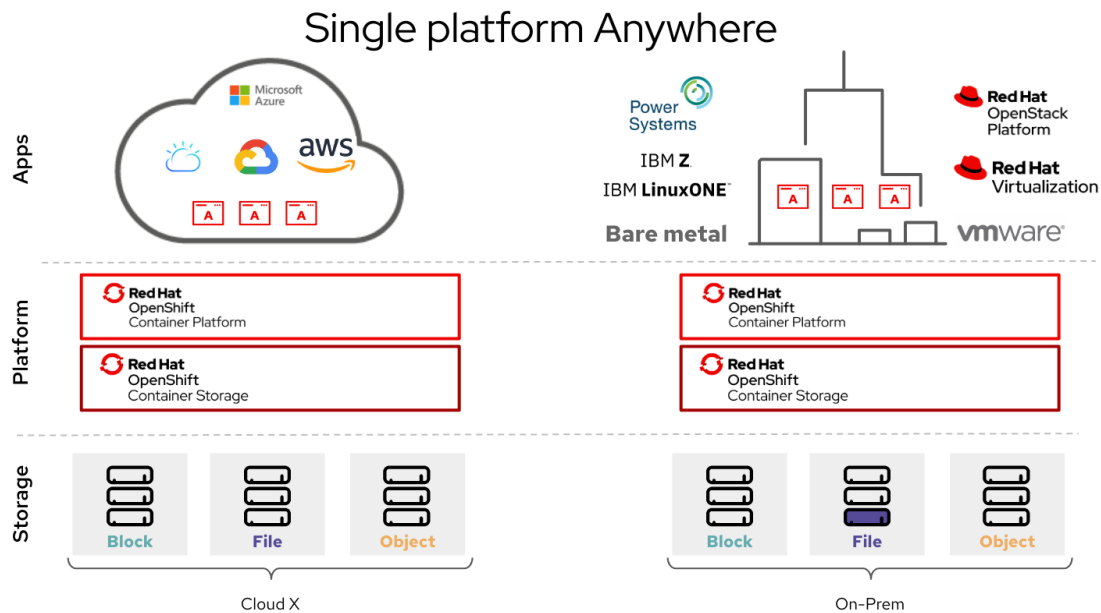 Single platform Anywhere
Apps
Microsoft
Azure
aws
A
A
A
Power
Systems
IBM Z
IBM LinuxONE™
Bare metal
A
A
A
Red Hat
OpenStack
Platform
Red Hat
Virtualization
vmware®
Platform
Red Hat
OpenShift
Container Platform
Red Hat
OpenShift
Container Storage
Red Hat
OpenShift
Container Platform
Red Hat
OpenShift
Container Storage
Storage
Block
File
Object
Block
File
Object
Cloud X
On-Prem